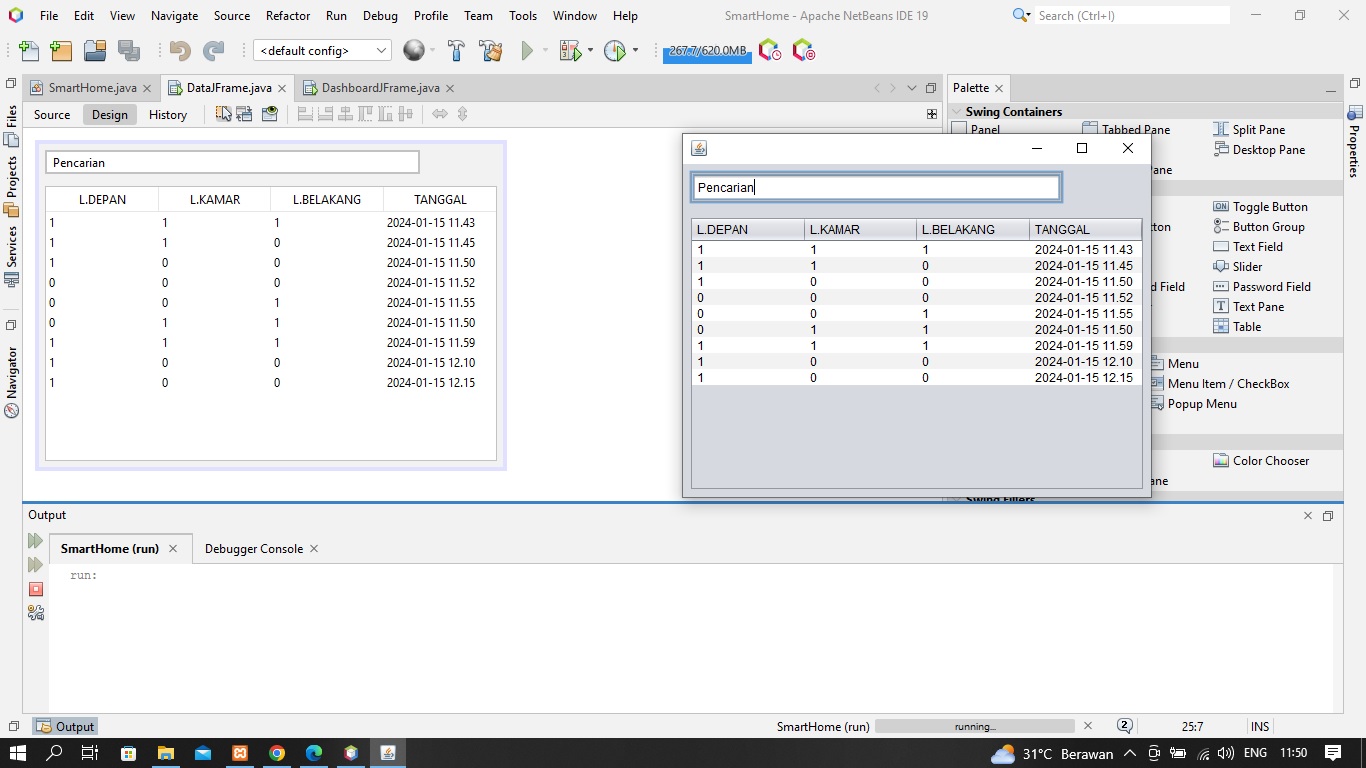 File Edit View Navigate Source Refactor Run Debug Profile Team Tools Window Help SmartHome - Apache NetBeans IDE 19 Search (Ctrl+I)
<default config> 267.7/620.0MB
SmartHome.java DataJFrame.java DashboardJFrame.java Palette
Source Design History
Files
Projects
Services
Navigator
Properties
Pencarian
L.DEPAN L.KAMAR L.BELAKANG TANGGAL
1 1 1 2024-01-15 11.43
1 1 0 2024-01-15 11.45
1 0 0 2024-01-15 11.50
0 0 0 2024-01-15 11.52
0 0 1 2024-01-15 11.55
0 1 1 2024-01-15 11.50
1 1 1 2024-01-15 11.59
1 0 0 2024-01-15 12.10
1 0 0 2024-01-15 12.15
Pencarian
L.DEPAN L.KAMAR L.BELAKANG TANGGAL
1 1 1 2024-01-15 11.43
1 1 0 2024-01-15 11.45
1 0 0 2024-01-15 11.50
0 0 0 2024-01-15 11.52
0 0 1 2024-01-15 11.55
0 1 1 2024-01-15 11.50
1 1 1 2024-01-15 11.59
1 0 0 2024-01-15 12.10
1 0 0 2024-01-15 12.15
Swing Containers
Panel Tabbed Pane Split Pane
Desktop Pane
Toggle Button
Button Group
Text Field
Slider
Field Password Field
Text Pane
Table
Menu
Menu Item / CheckBox
Popup Menu
Color Chooser
Swing Fillers
Output
SmartHome (run) Debugger Console
run:
Output SmartHome (run) running... 2 25:7 INS
31°C Berawan ENG 11:50